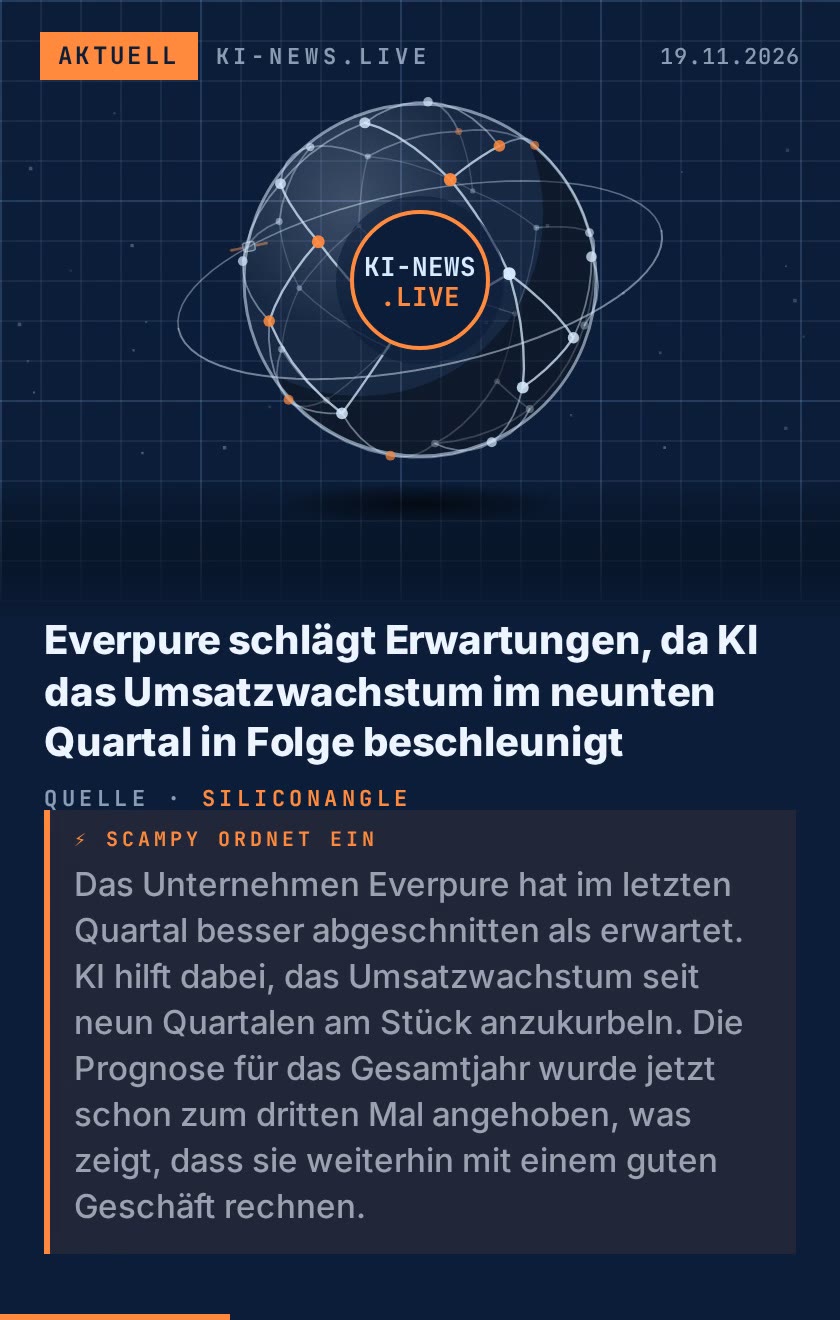 AKTUELL KI-NEWS.LIVE 19.11.2026
KI-NEWS
.LIVE
Everpure schlägt Erwartungen, da KI
das Umsatzwachstum im neunten
Quartal in Folge beschleunigt
QUELLE · SILICONANGLE
⚡ SCAMPY ORDNET EIN
Das Unternehmen Everpure hat im letzten
Quartal besser abgeschnitten als erwartet.
KI hilft dabei, das Umsatzwachstum seit
neun Quartalen am Stück anzukurbeln. Die
Prognose für das Gesamtjahr wurde jetzt
schon zum dritten Mal angehoben, was
zeigt, dass sie weiterhin mit einem guten
Geschäft rechnen.